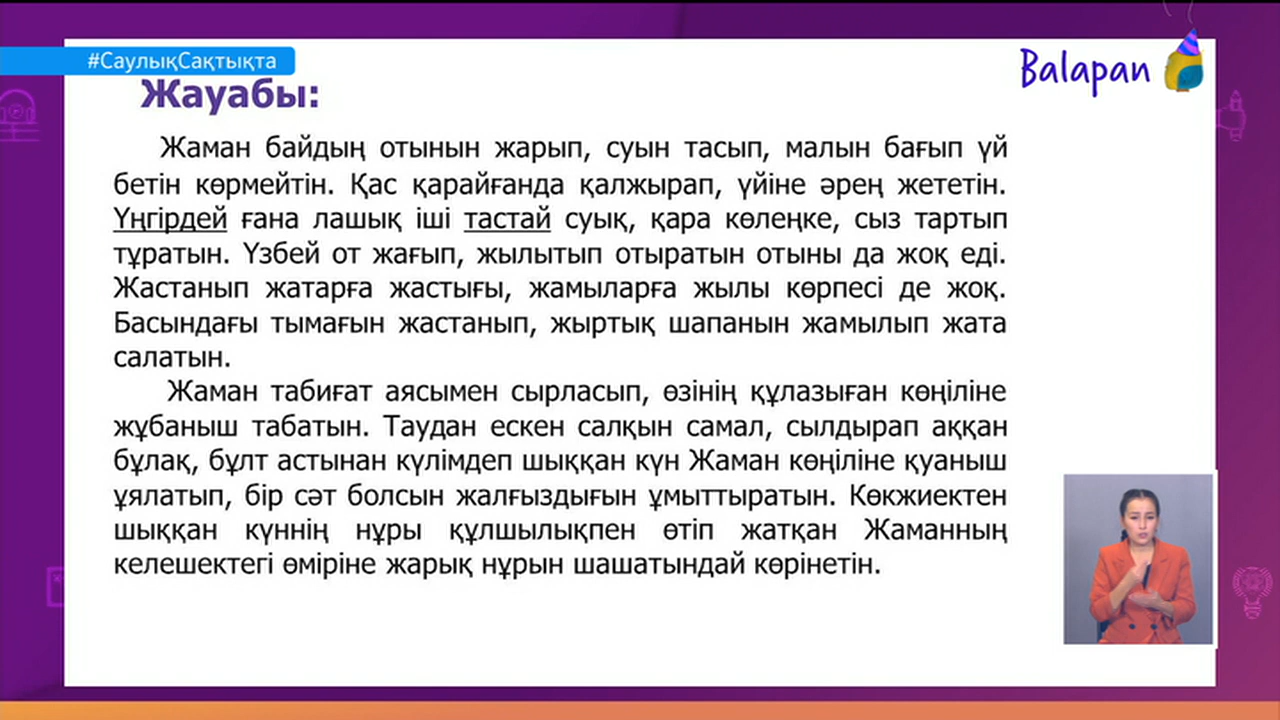 #СаулықСақтықта
Balapan
Жауабы:
Жаман байдың отынын жарып, суын тасып, малын бағып үй
бетін көрмейтін. Қас қарайғанда қалжырап, үйіне әрең жететін.
Үңгірдей ғана лашық іші тастай суық, қара көлеңке, сыз тартып
тұратын. Үзбей от жағып, жылытып отыратын отыны да жоқ еді.
Жастанып жатарға жастығы, жамыларға жылы көрпесі де жоқ.
Басындағы тымағын жастанып, жыртық шапанын жамылып жата
салатын.
Жаман табиғат аясымен сырласып, өзінің құлазыған көңіліне
жұбаныш табатын. Таудан ескен салқын самал, сылдырап аққан
бұлақ, бұлт астынан күлімдеп шыққан күн Жаман көңіліне қуаныш
ұялатып, бір сәт болсын жалғыздығын ұмыттыратын. Көкжиектен
шыққан күннің нұры құлшылықпен өтіп жатқан Жаманның
келешектегі өміріне жарық нұрын шашатындай көрінетін.